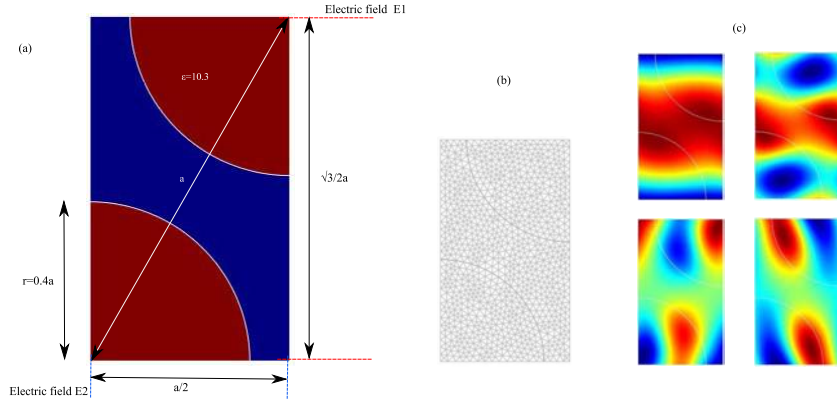 Electric field E1
(a)
(c)
ε=10.3
(b)
a
√3/2a
r=0.4a
Electric field E2
a/2